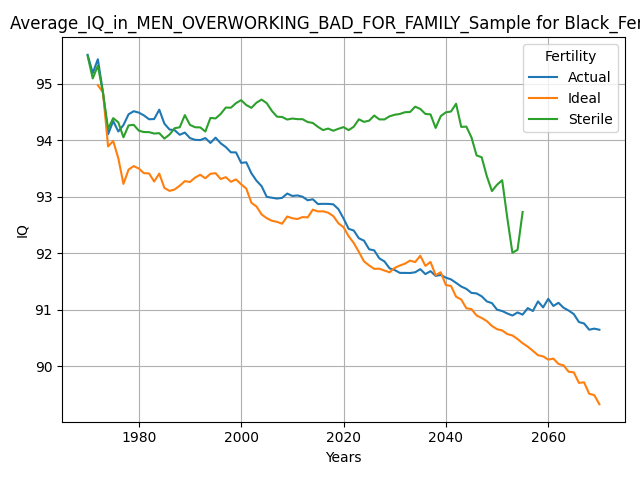 Average_IQ_in_MEN_OVERWORKING_BAD_FOR_FAMILY_Sample for Black_Fer
Fertility
Actual
Ideal
Sterile
95
94
93
92
91
90
IQ
1980
2000
2020
2040
2060
Years